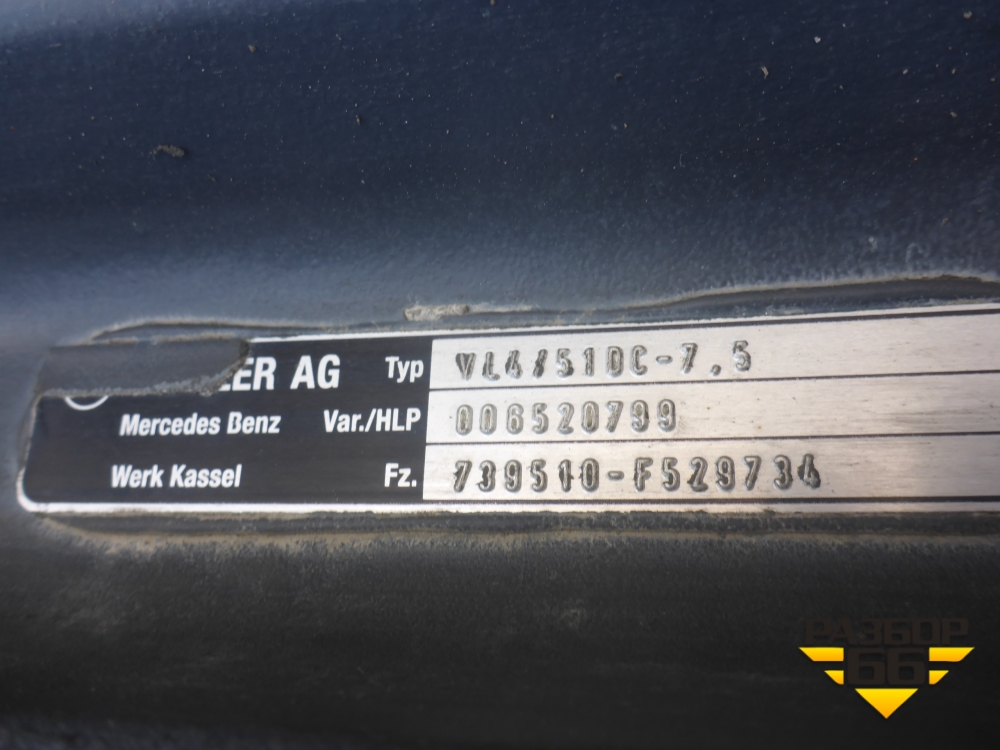 ER AG Typ VL4/51DC-7.5
Mercedes Benz Var./HLP 006520799
Werk Kassel Fz. 739510-F529734
РАЗБОР
66